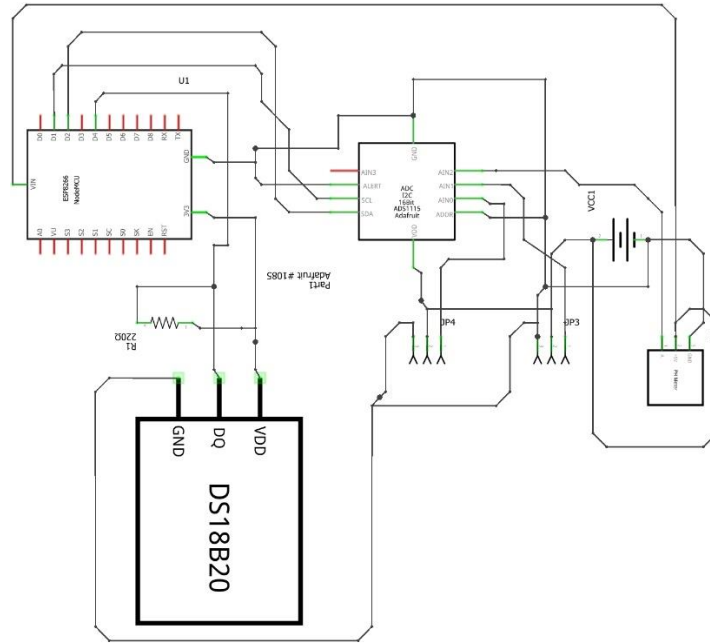 U1
D0
D1
D2
D3
D4
D5
D6
D7
D8
RX
TX
VIN
ESP8266
NodeMCU
GND
3V3
A0
VU
S3
S2
S1
SC
S0
SK
EN
RST
GND
AIN3
ALERT
SCL
SDA
ADC
I2C
16Bit
ADS1115
Adafruit
AIN2
AIN1
AIN0
ADDR
VDD
VCC1
Part1
Adafruit #1085
R1
220Ω
JP4
JP3
GND
DQ
VDD
DS18B20